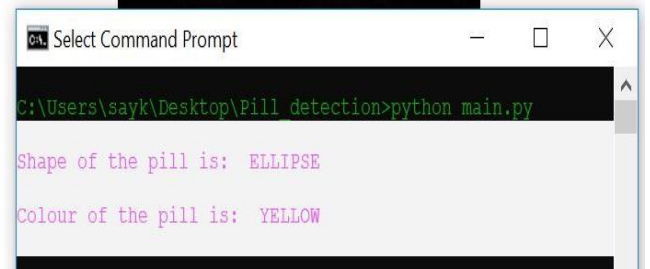 Select Command Prompt
C:\Users\sayk\Desktop\Pill_detection>python main.py
Shape of the pill is:  ELLIPSE
Colour of the pill is:  YELLOW